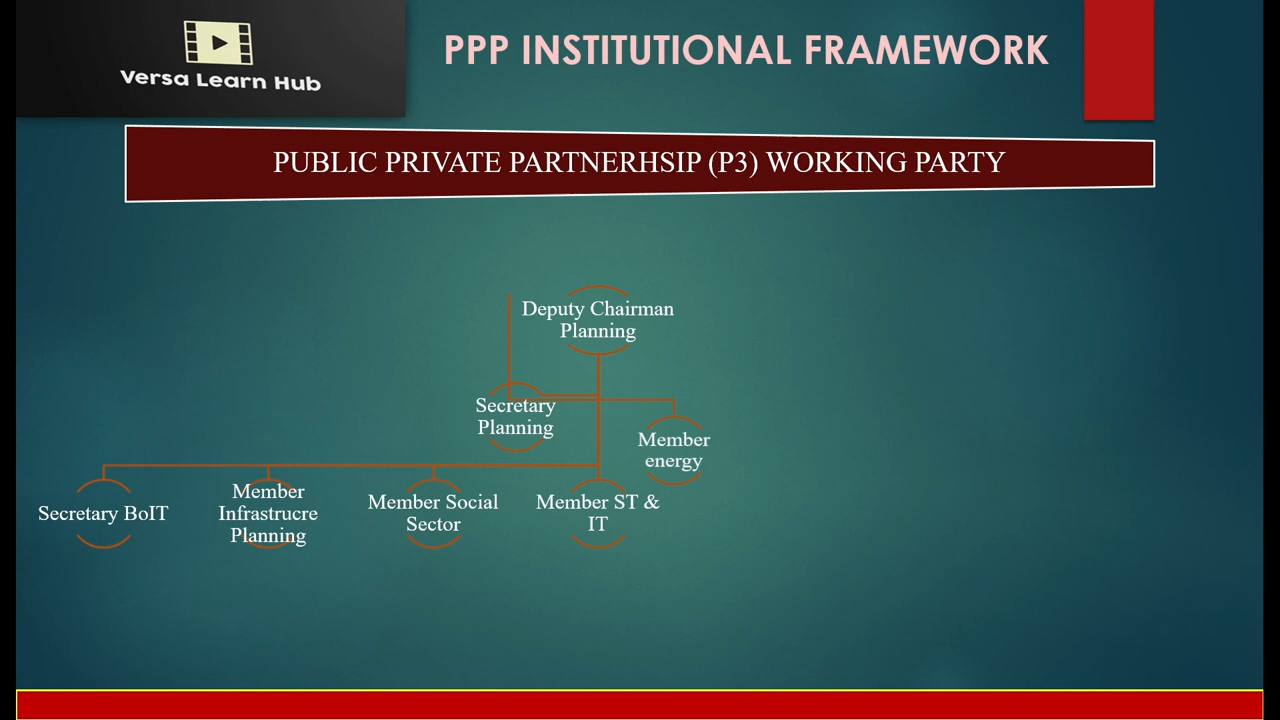 Versa Learn Hub
PPP INSTITUTIONAL FRAMEWORK
PUBLIC PRIVATE PARTNERHSIP (P3) WORKING PARTY
Deputy Chairman
Planning
Secretary
Planning
Member
energy
Secretary BoIT
Member
Infrastrucre
Planning
Member Social
Sector
Member ST &
IT